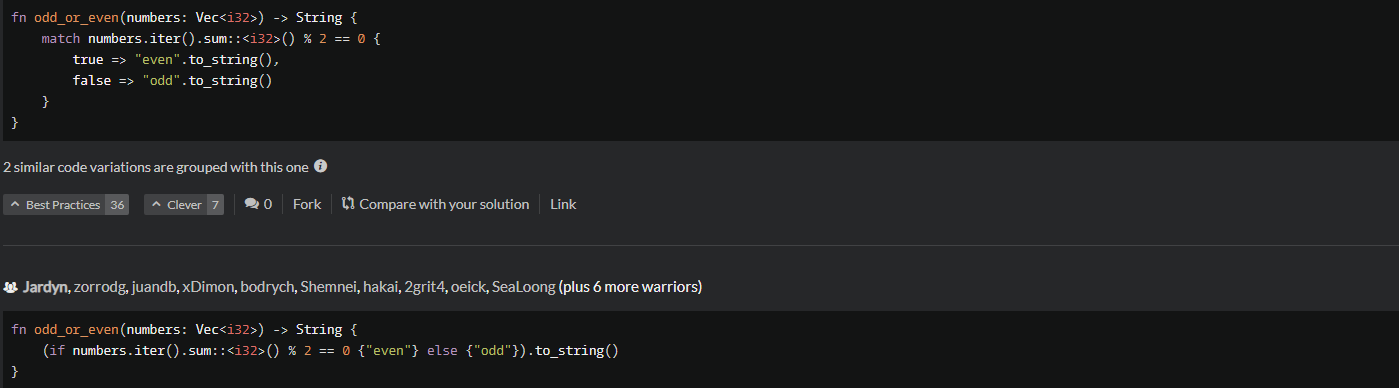 fn odd_or_even(numbers: Vec<i32>) -> String {
    match numbers.iter().sum::<i32>() % 2 == 0 {
        true => "even".to_string(),
        false => "odd".to_string()
    }
}
2 similar code variations are grouped with this one
Best Practices 36 Clever 7 0 Fork Compare with your solution Link
Jardyn, zorrodg, juandb, xDimon, bodrych, Shemnei, hakai, 2grit4, oeick, SeaLoong (plus 6 more warriors)
fn odd_or_even(numbers: Vec<i32>) -> String {
    (if numbers.iter().sum::<i32>() % 2 == 0 {"even"} else {"odd"}).to_string()
}